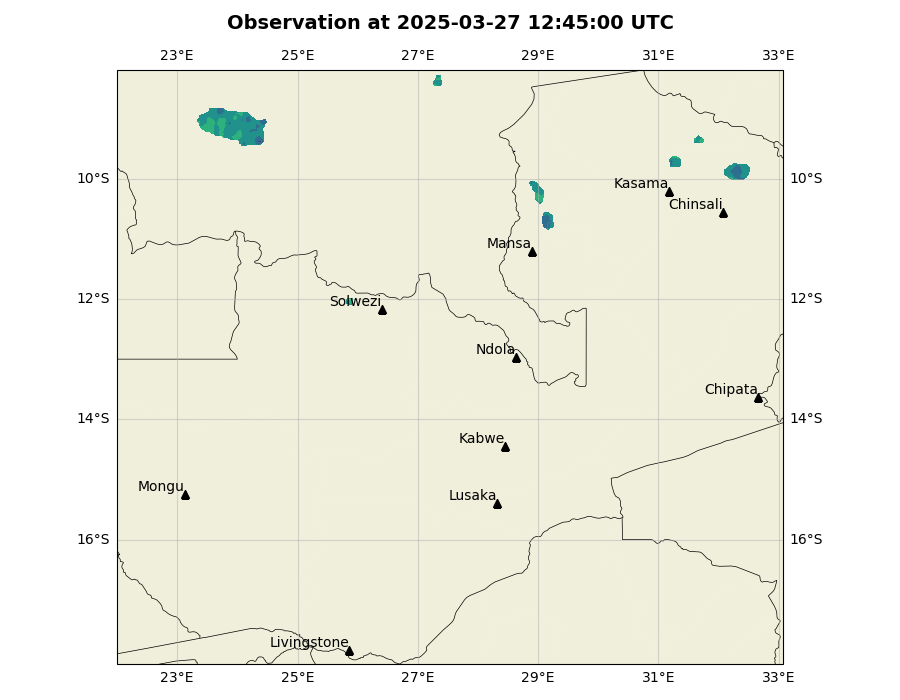 Observation at 2025-03-27 12:45:00 UTC
23°E 25°E 27°E 29°E 31°E 33°E
10°S 10°S
Kasama
Chinsali
Mansa
12°S 12°S
Solwezi
Ndola
Chipata
14°S 14°S
Kabwe
Mongu
Lusaka
16°S 16°S
Livingstone
23°E 25°E 27°E 29°E 31°E 33°E